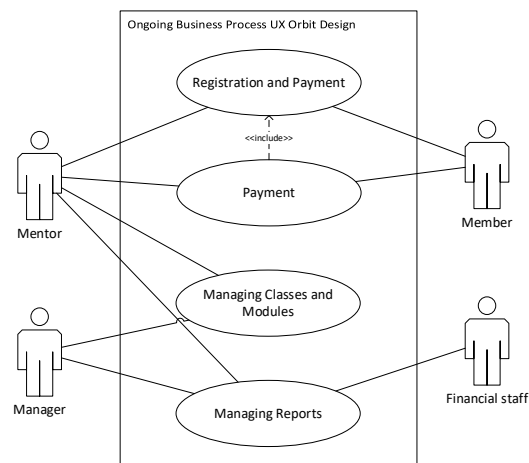 Ongoing Business Process UX Orbit Design
Registration and Payment
<<include>>
Payment
Mentor
Member
Managing Classes and
Modules
Manager
Financial staff
Managing Reports